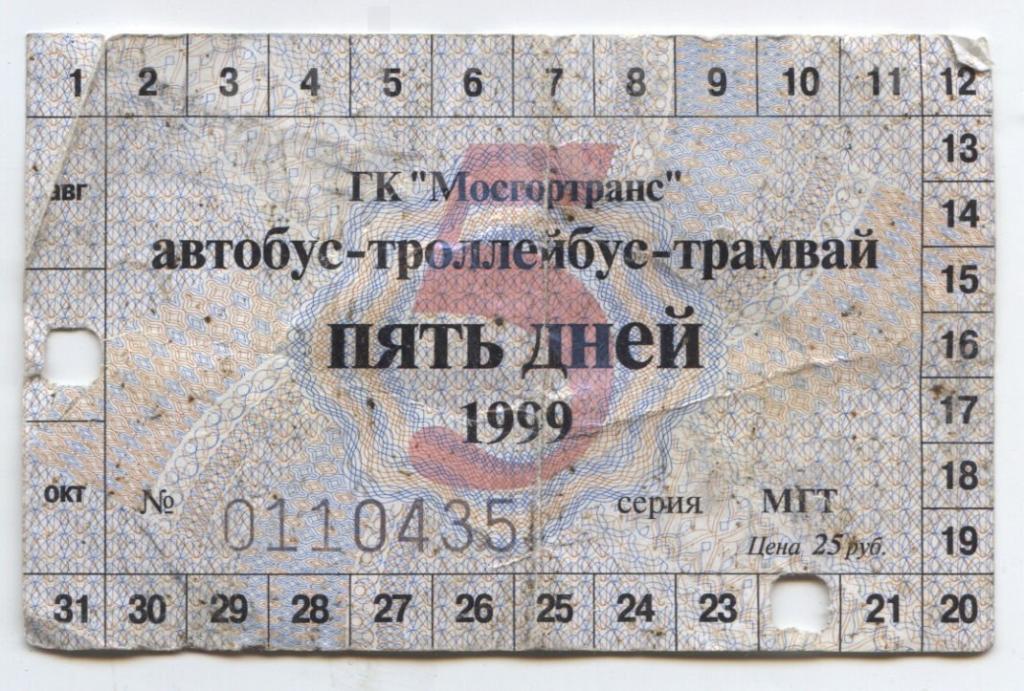 1 2 3 4 5 6 7 8 9 10 11 12
13
авг
ГК "Мосгортранс"
14
автобус-троллейбус-трамвай
15
пять дней
16
5
1999
17
18
окт
№ 0110435 серия МГТ
Цена 25 руб.
19
31 30 29 28 27 26 25 24 23 21 20